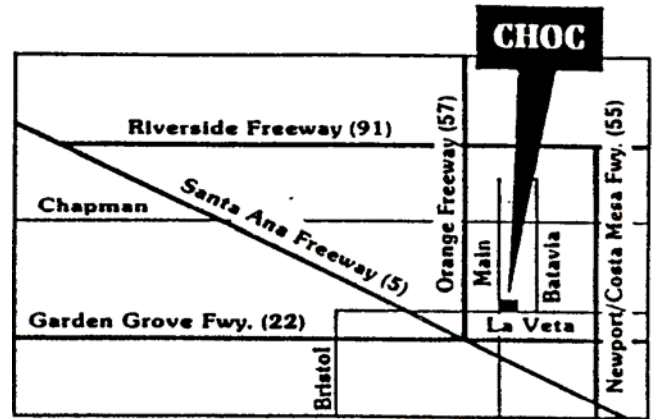 CHOC
Riverside Freeway (91)
Orange Freeway (57)
Newport/Costa Mesa Fwy. (55)
Santa Ana Freeway (5)
Chapman
Main
Batavia
Garden Grove Fwy. (22)
La Veta
Bristol